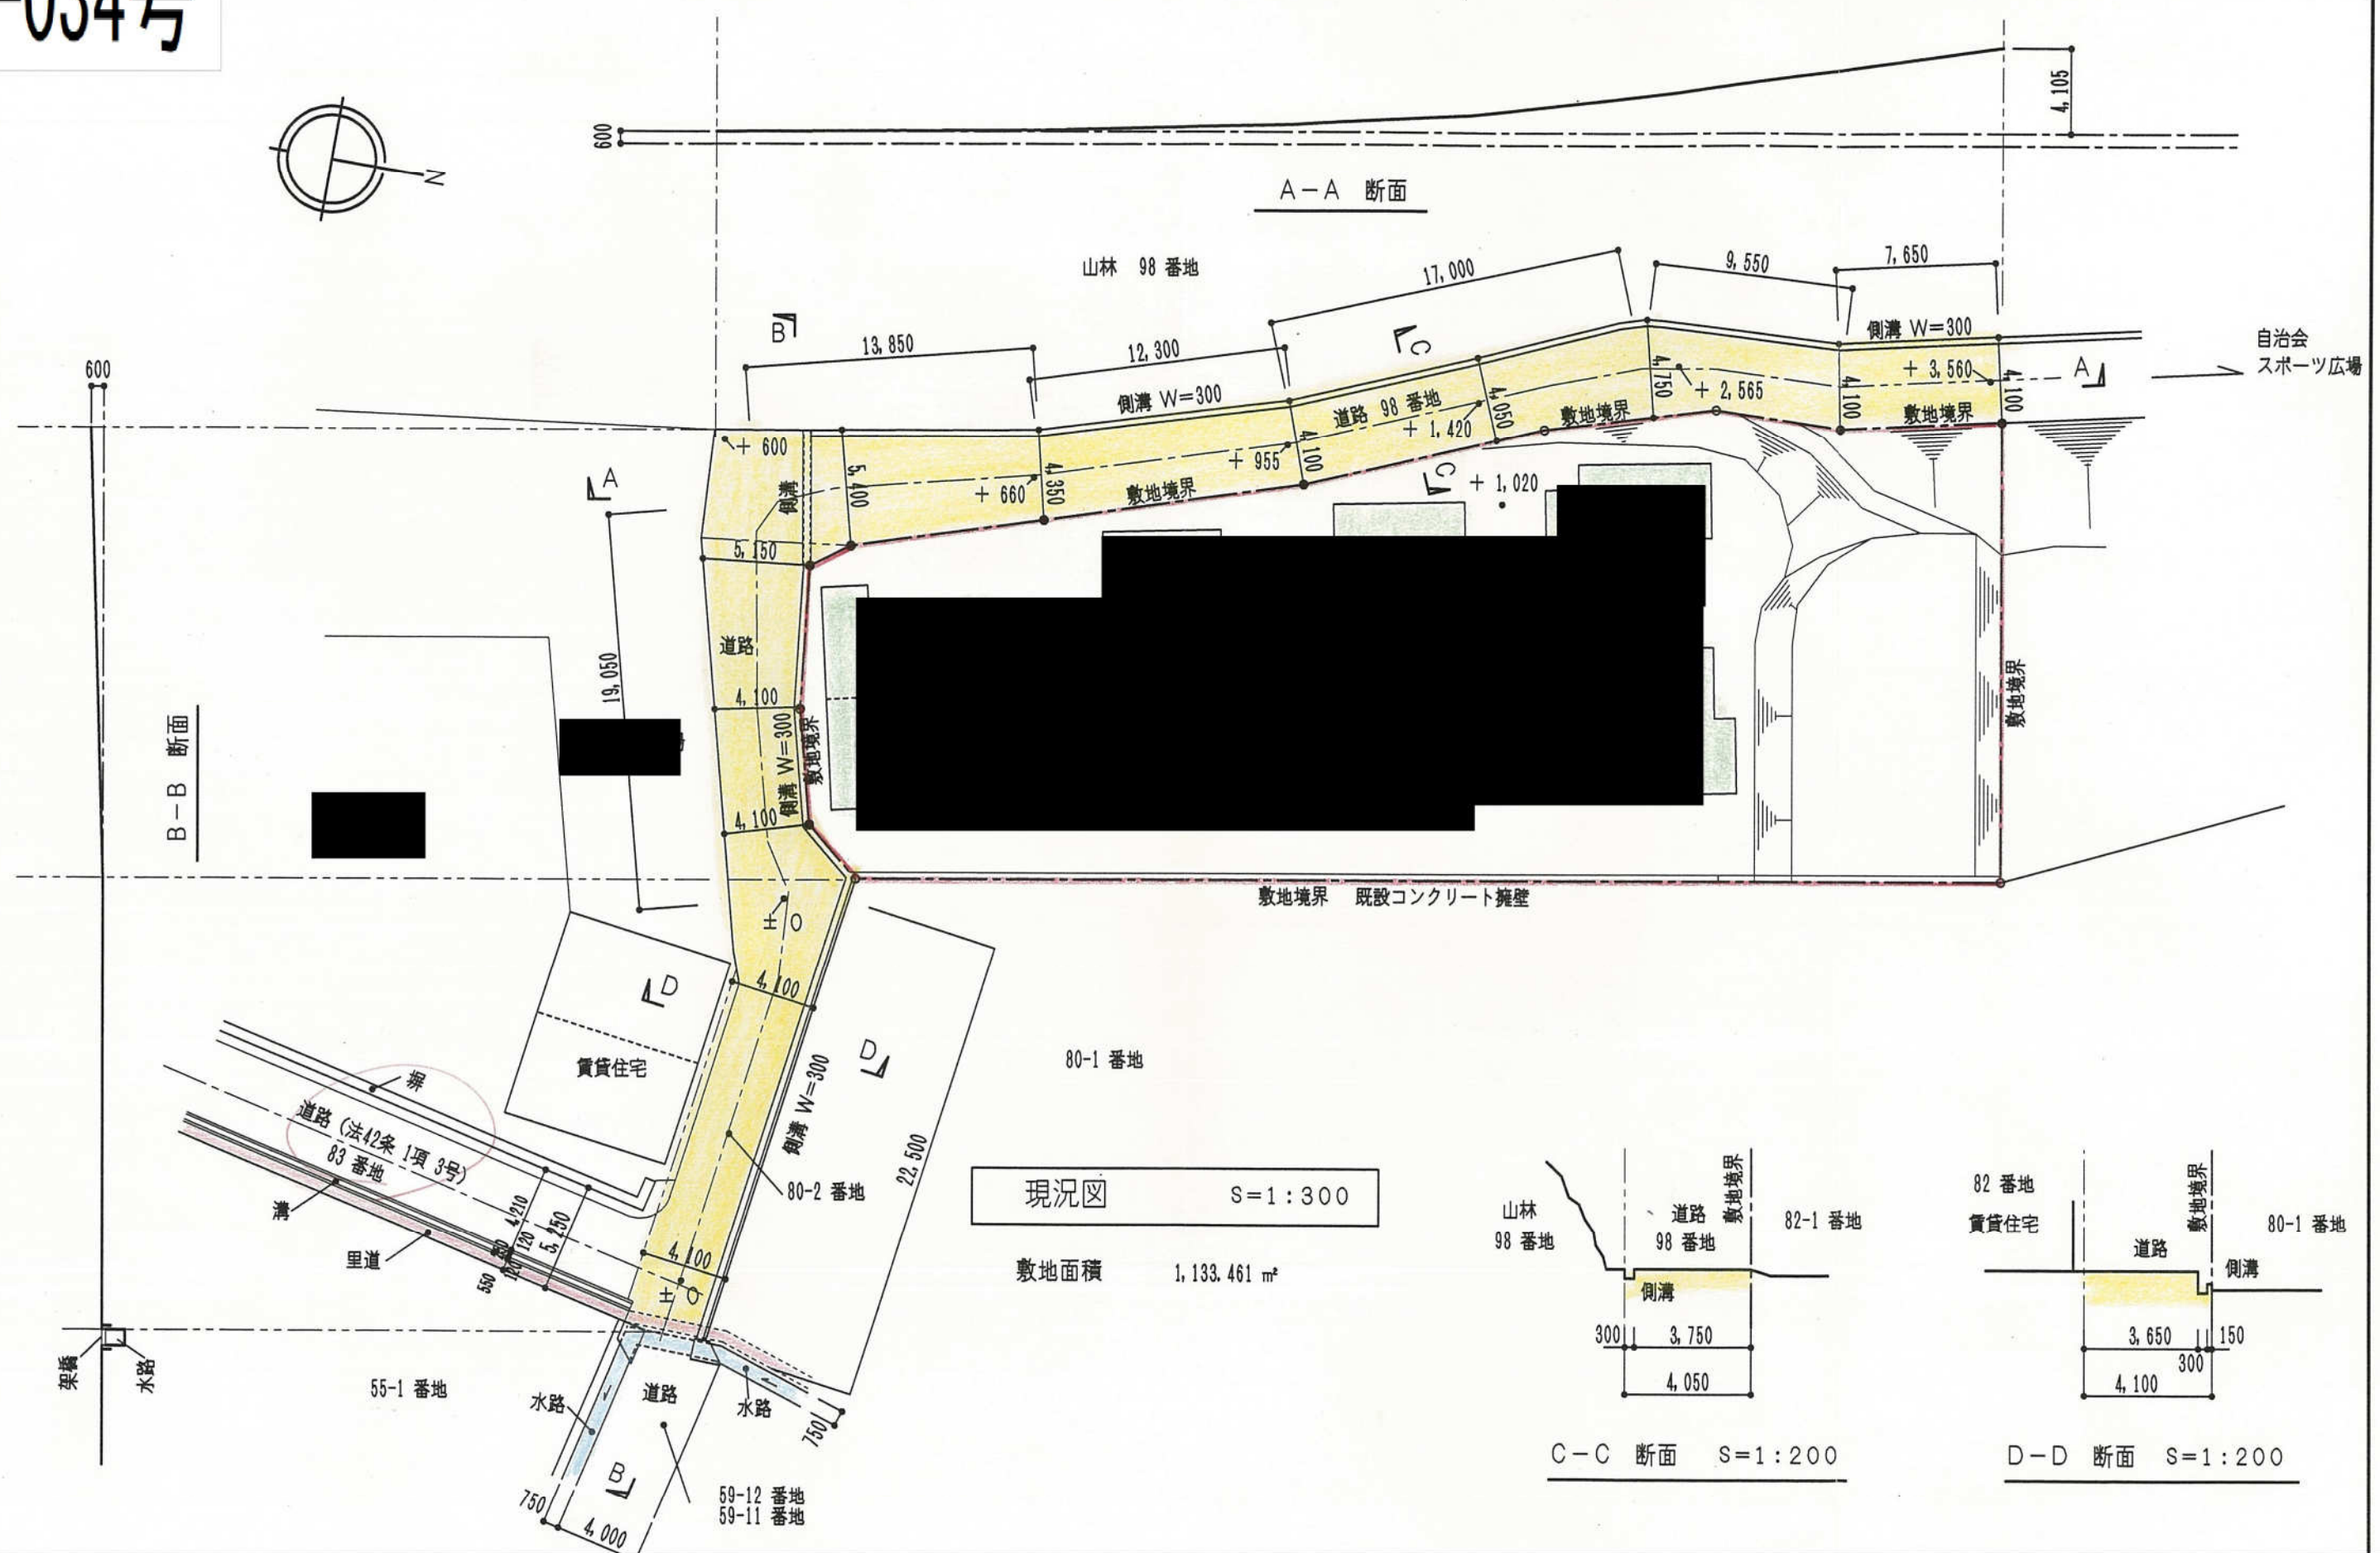 -034号
N
600
4,105
A-A 断面
山林 98 番地
17,000
9,550
7,650
B
13,850
12,300
C
側溝 W=300
自治会
スポーツ広場
600
側溝 W=300
道路 98 番地
4,750
+ 2,565
4,100
+ 3,560
4,100
A
+ 600
4,050
敷地境界
敷地境界
+ 1,420
5,400
+ 955
4,100
A
側溝
+ 660
4,350
敷地境界
C
+ 1,020
5,150
道路
19,050
敷地境界
B-B 断面
4,100
側溝 W=300
敷地境界
4,100
敷地境界 既設コンクリート擁壁
± 0
D
4,100
賃貸住宅
D
80-1 番地
塀
側溝 W=300
道路 (法42条 1項 3号)
83 番地
22,500
80-2 番地
現況図 S=1:300
溝
4,210
120
5,250
120
550
里道
4,100
± 0
敷地面積 1,133.461 ㎡
架橋
水路
55-1 番地
水路
道路
水路
750
B
750
4,000
59-12 番地
59-11 番地
山林
98 番地
道路
98 番地
敷地境界
82-1 番地
側溝
300
3,750
4,050
C-C 断面 S=1:200
82 番地
賃貸住宅
道路
敷地境界
80-1 番地
側溝
3,650
150
300
4,100
D-D 断面 S=1:200